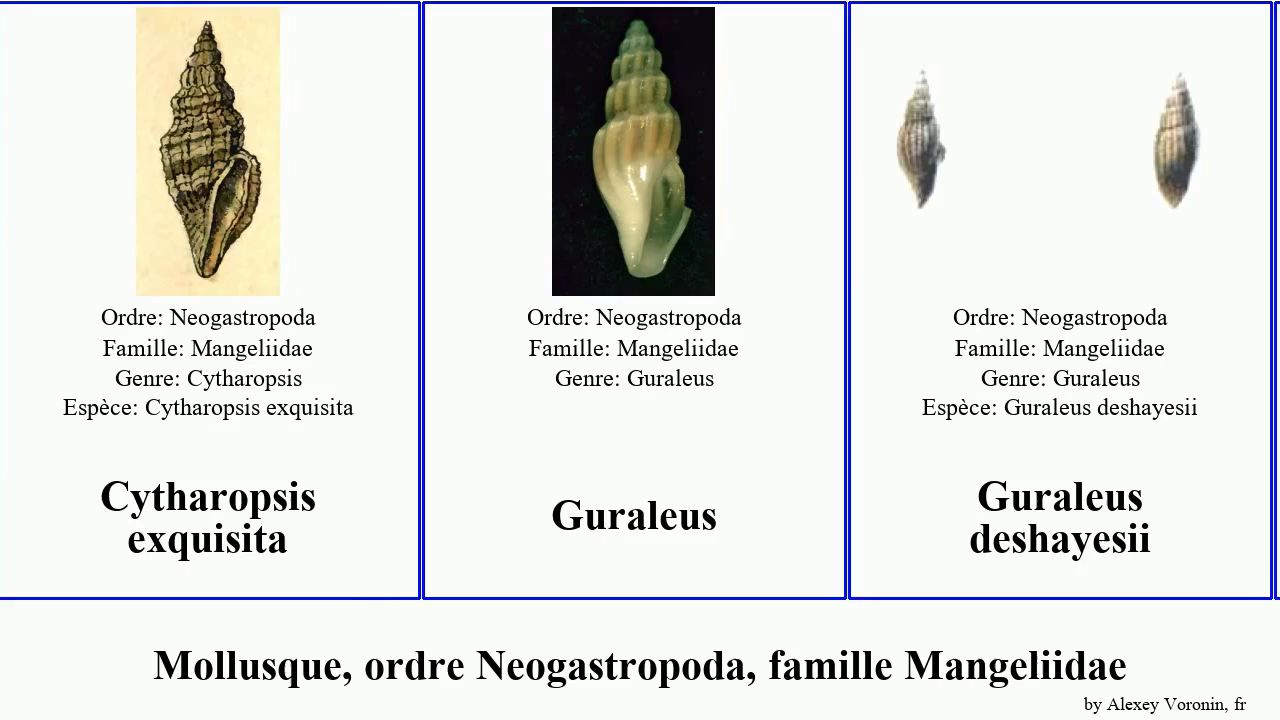 Ordre: Neogastropoda
Famille: Mangeliidae
Genre: Cytharopsis
Espèce: Cytharopsis exquisita
Cytharopsis
exquisita
Ordre: Neogastropoda
Famille: Mangeliidae
Genre: Guraleus
Guraleus
Ordre: Neogastropoda
Famille: Mangeliidae
Genre: Guraleus
Espèce: Guraleus deshayesii
Guraleus
deshayesii
Mollusque, ordre Neogastropoda, famille Mangeliidae
by Alexey Voronin, fr